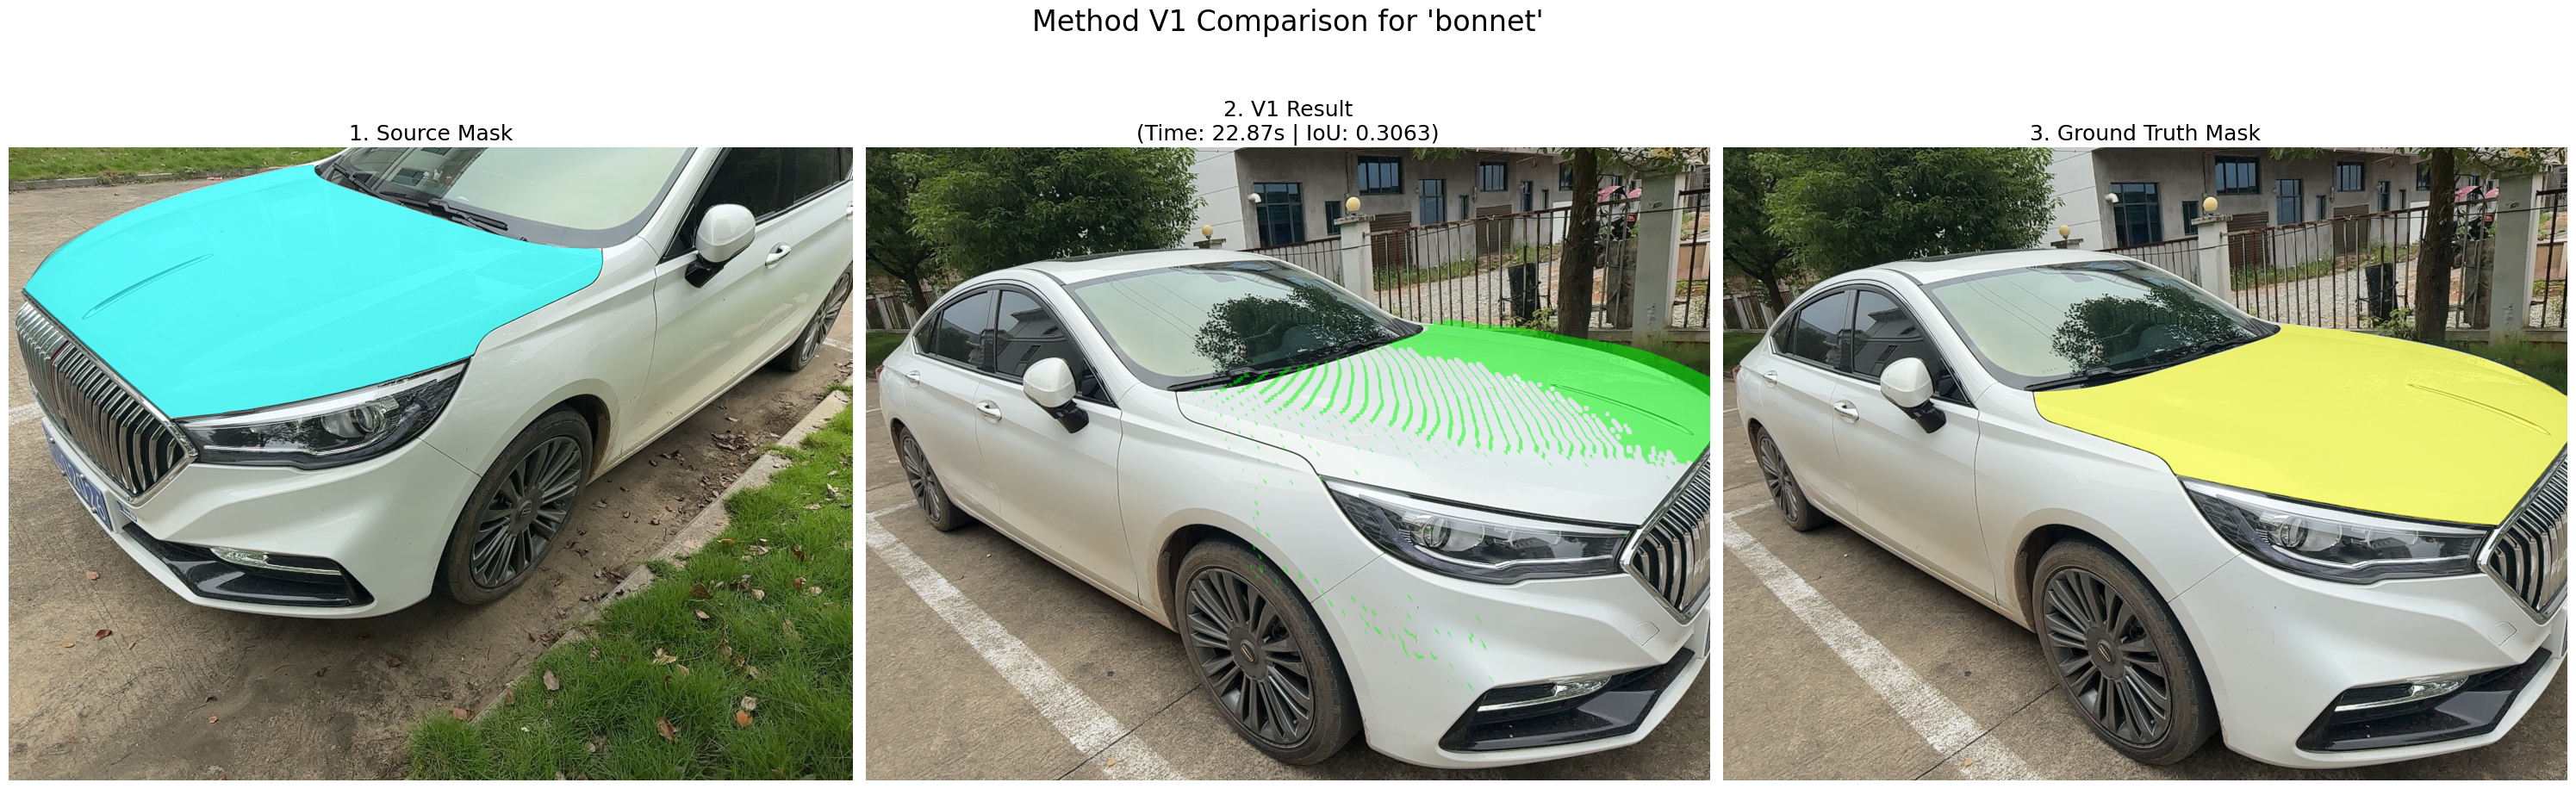 Method V1 Comparison for 'bonnet'
1. Source Mask
2. V1 Result
(Time: 22.87s | IoU: 0.3063)
3. Ground Truth Mask